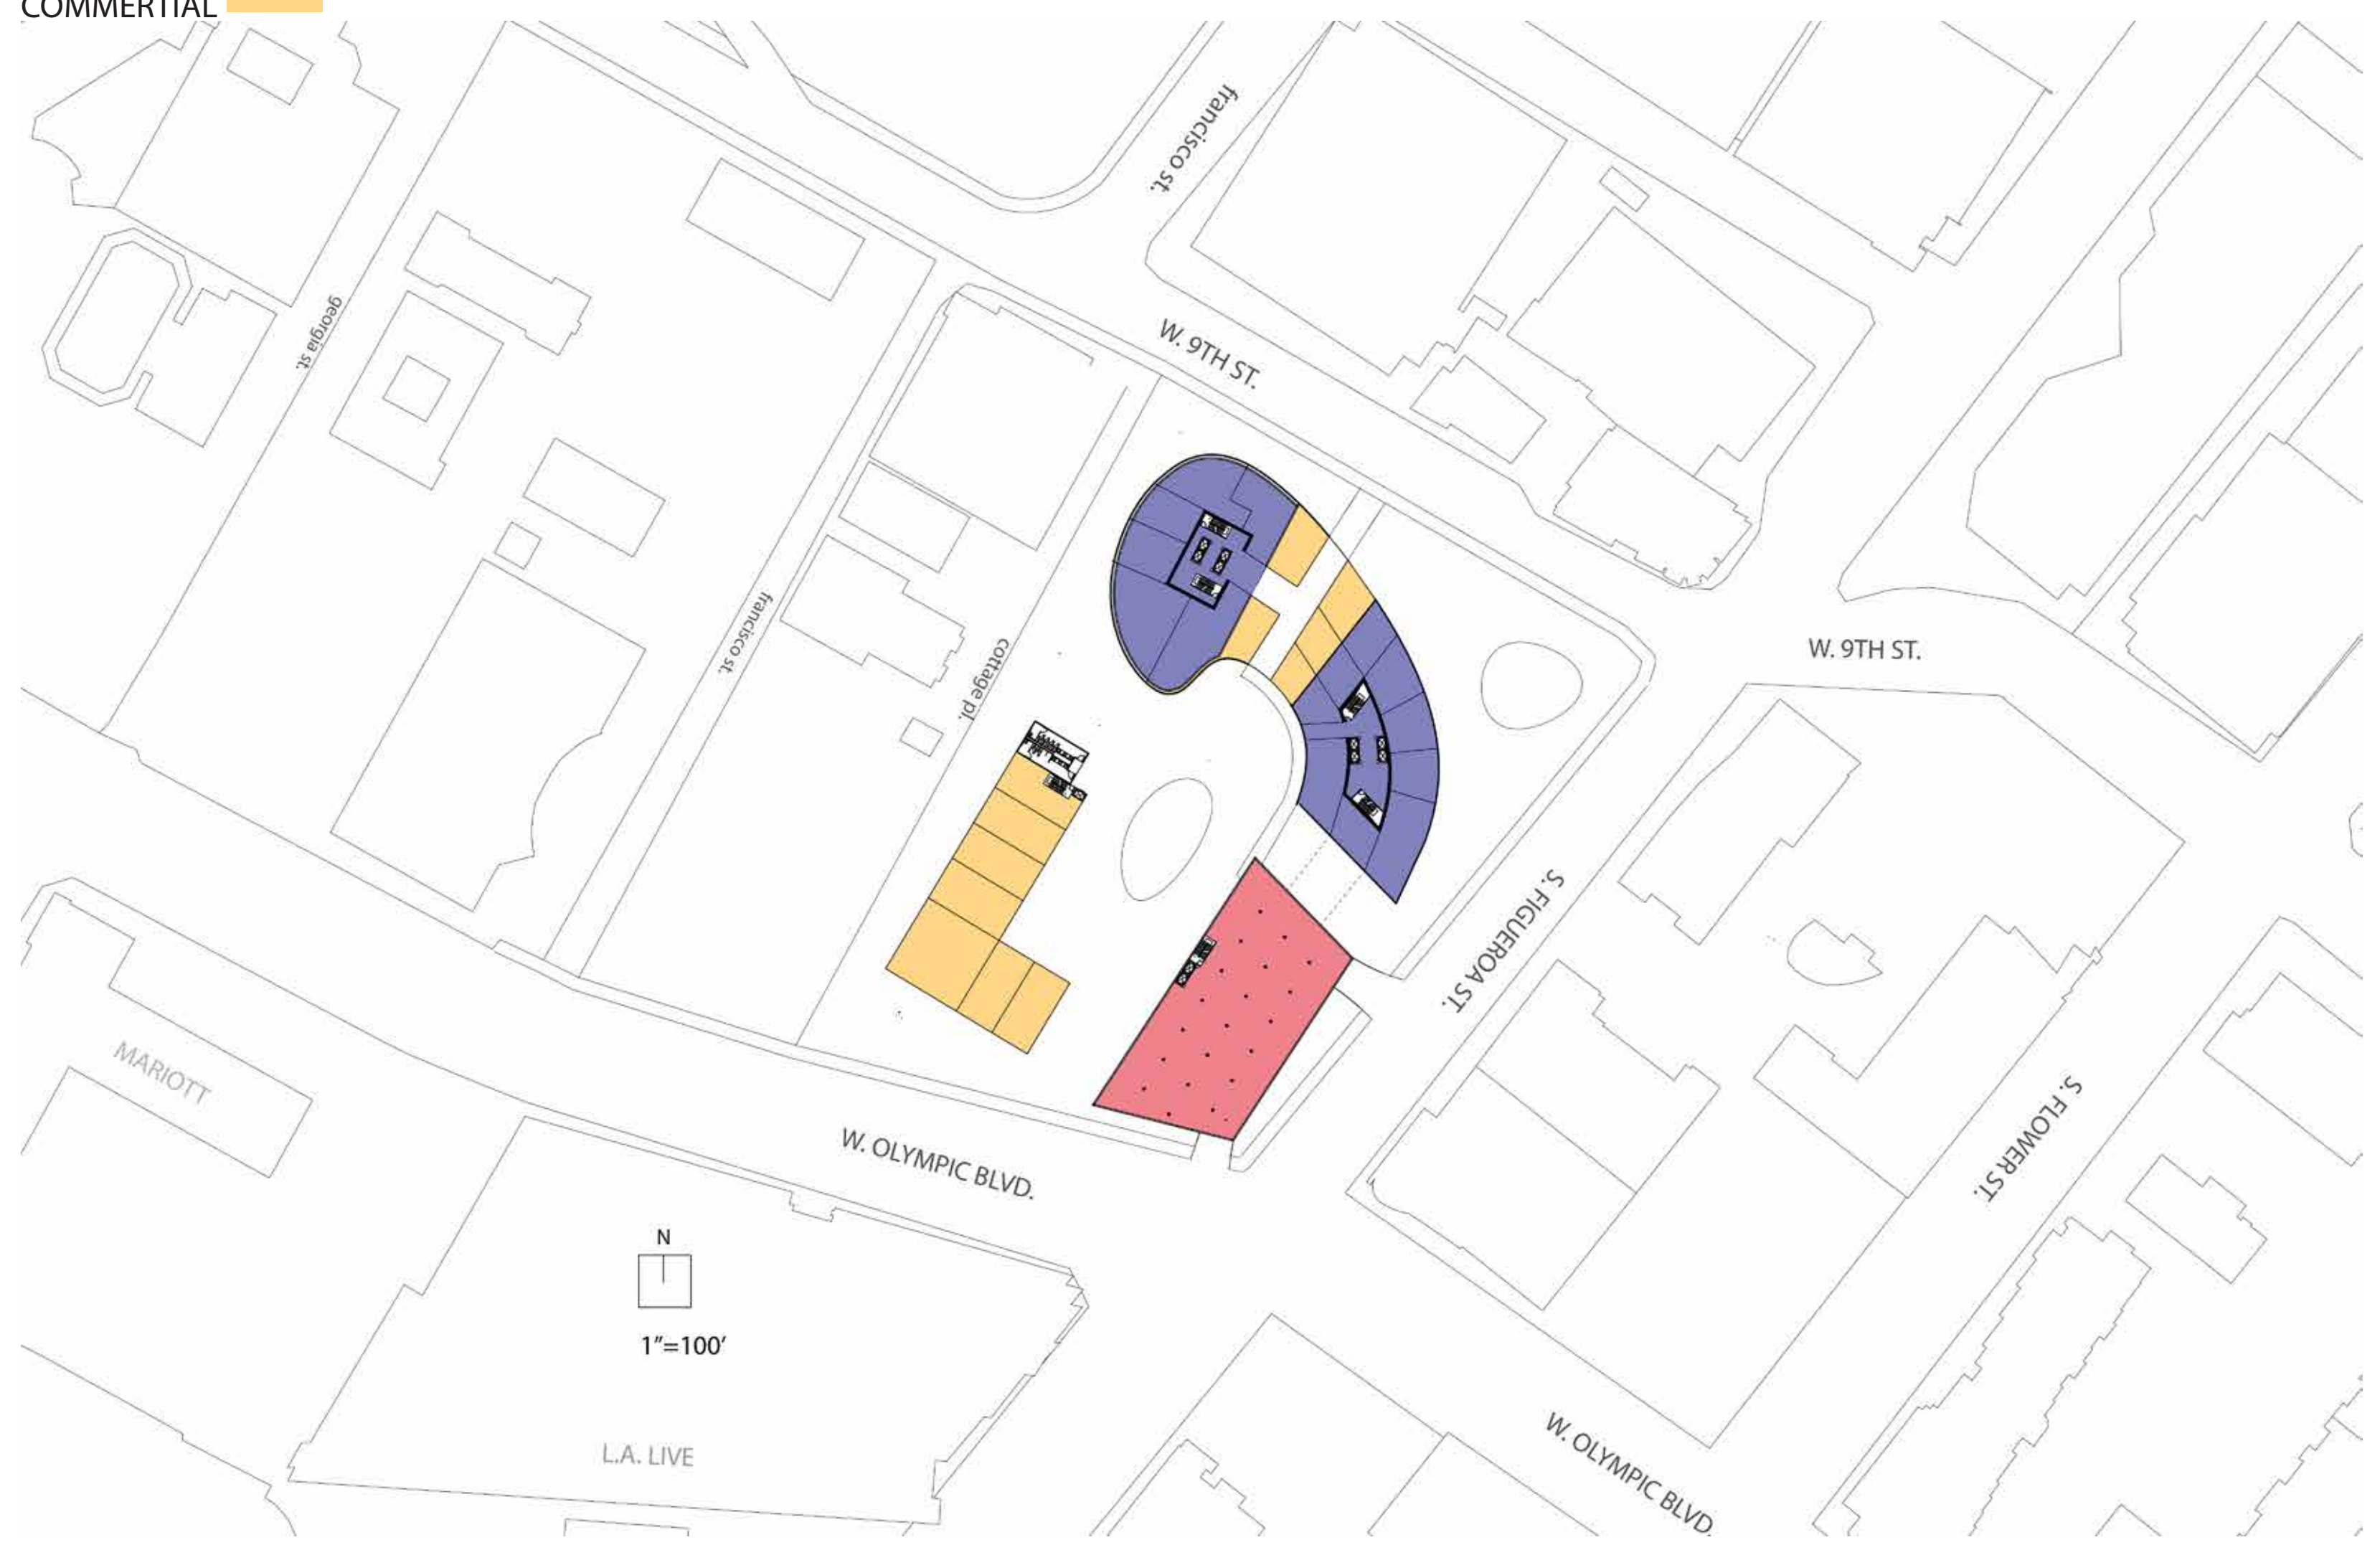 COMMERTIAL
francisco st.
georgia st.
W. 9TH ST.
francisco st.
cottage pl.
W. 9TH ST.
S. FIGUEROA ST.
MARIOTT
S. FLOWER ST.
W. OLYMPIC BLVD.
N
1"=100'
L.A. LIVE
W. OLYMPIC BLVD.